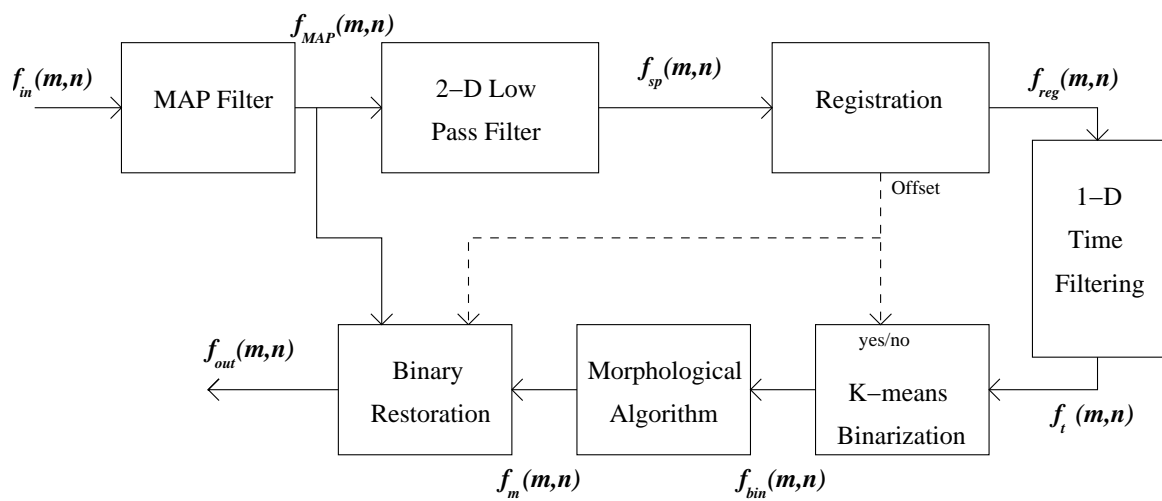 f_in(m,n)
MAP Filter
f_MAP(m,n)
2−D Low
Pass Filter
f_sp(m,n)
Registration
f_reg(m,n)
Offset
1−D
Time
Filtering
f_t (m,n)
yes/no
K−means
Binarization
f_bin(m,n)
Morphological
Algorithm
f_m(m,n)
Binary
Restoration
f_out(m,n)